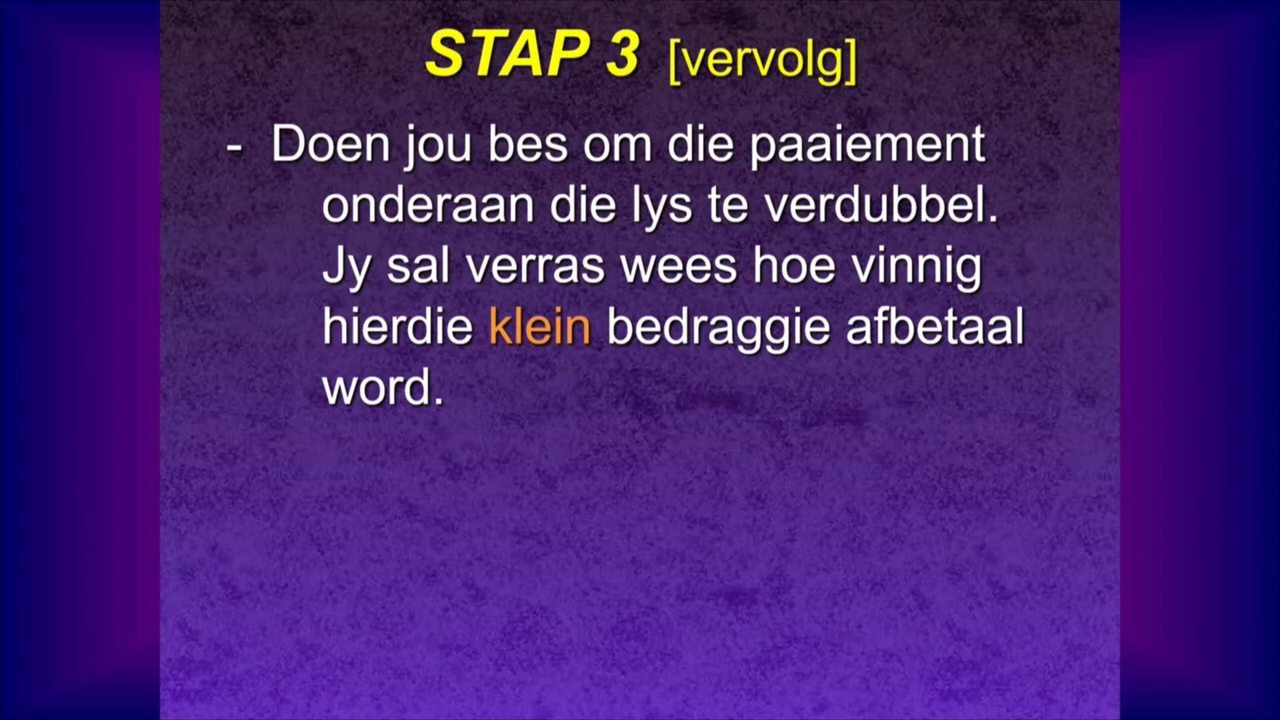 STAP 3 [vervolg]
- Doen jou bes om die paaiement
onderaan die lys te verdubbel.
Jy sal verras wees hoe vinnig
hierdie klein bedraggie afbetaal
word.